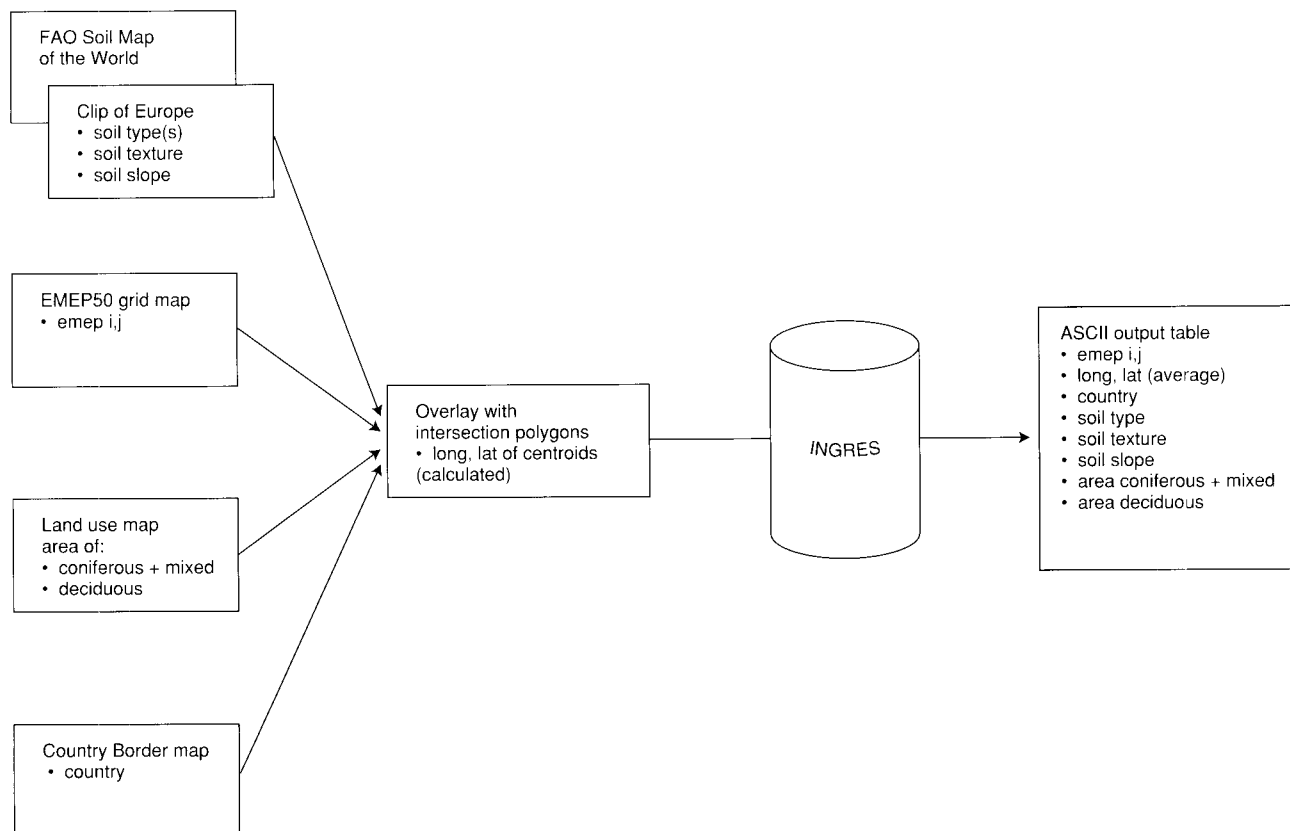 FAO Soil Map
of the World
Clip of Europe
• soil type(s)
• soil texture
• soil slope
EMEP50 grid map
• emep i,j
Land use map
area of:
• coniferous + mixed
• deciduous
Country Border map
• country
Overlay with
intersection polygons
• long, lat of centroids
(calculated)
INGRES
ASCII output table
• emep i,j
• long, lat (average)
• country
• soil type
• soil texture
• soil slope
• area coniferous + mixed
• area deciduous